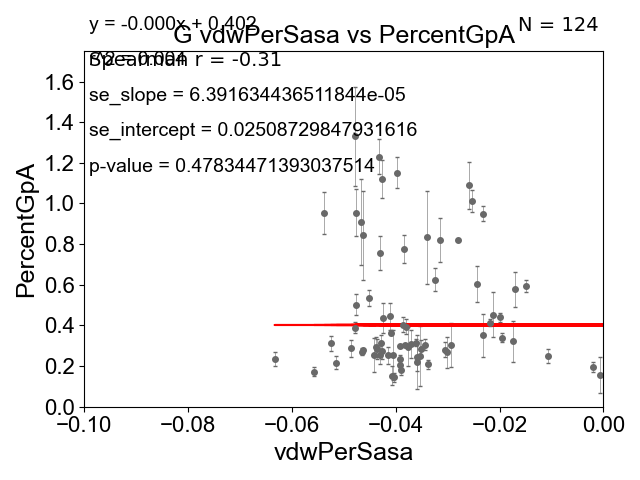 y = -0.000x + 0.402
N = 124
G vdwPerSasa vs PercentGpA
Spearman r = -0.31
se_slope = 6.391634436511844e-05
se_intercept = 0.02508729847931616
p-value = 0.47834471393037514
PercentGpA
1.6
1.4
1.2
1.0
0.8
0.6
0.4
0.2
0.0
−0.10 −0.08 −0.06 −0.04 −0.02 0.00
vdwPerSasa